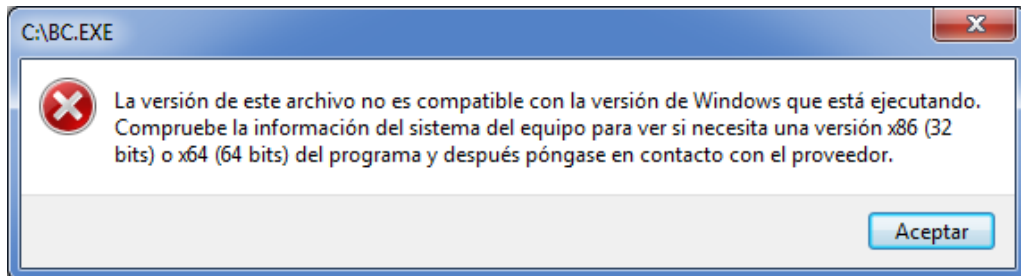 C:\BC.EXE
La versión de este archivo no es compatible con la versión de Windows que está ejecutando.
Compruebe la información del sistema del equipo para ver si necesita una versión x86 (32
bits) o x64 (64 bits) del programa y después póngase en contacto con el proveedor.
Aceptar